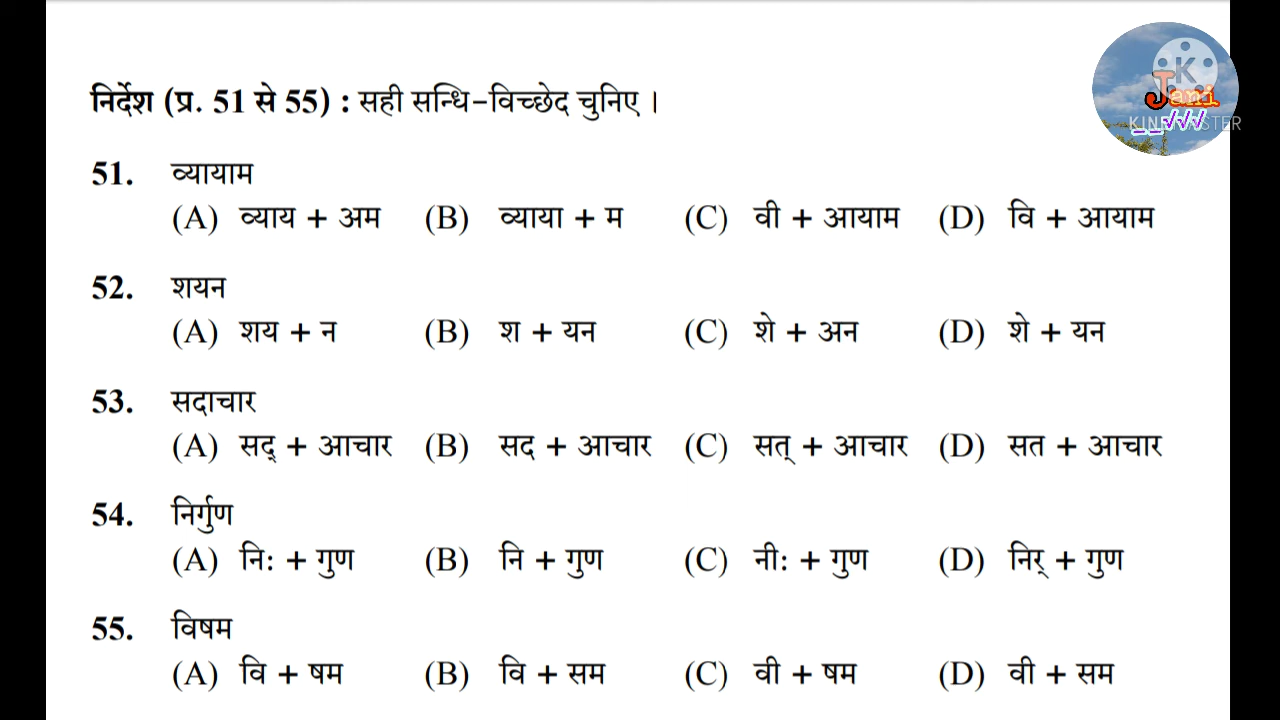 निर्देश (प्र. 51 से 55) : सही सन्धि-विच्छेद चुनिए ।
Jani
KINEMASTER
51. व्यायाम
(A) व्याय + अम (B) व्याया + म (C) वी + आयाम (D) वि + आयाम
52. शयन
(A) शय + न (B) श + यन (C) शे + अन (D) शे + यन
53. सदाचार
(A) सद् + आचार (B) सद + आचार (C) सत् + आचार (D) सत + आचार
54. निर्गुण
(A) निः + गुण (B) नि + गुण (C) नीः + गुण (D) निर् + गुण
55. विषम
(A) वि + षम (B) वि + सम (C) वी + षम (D) वी + सम